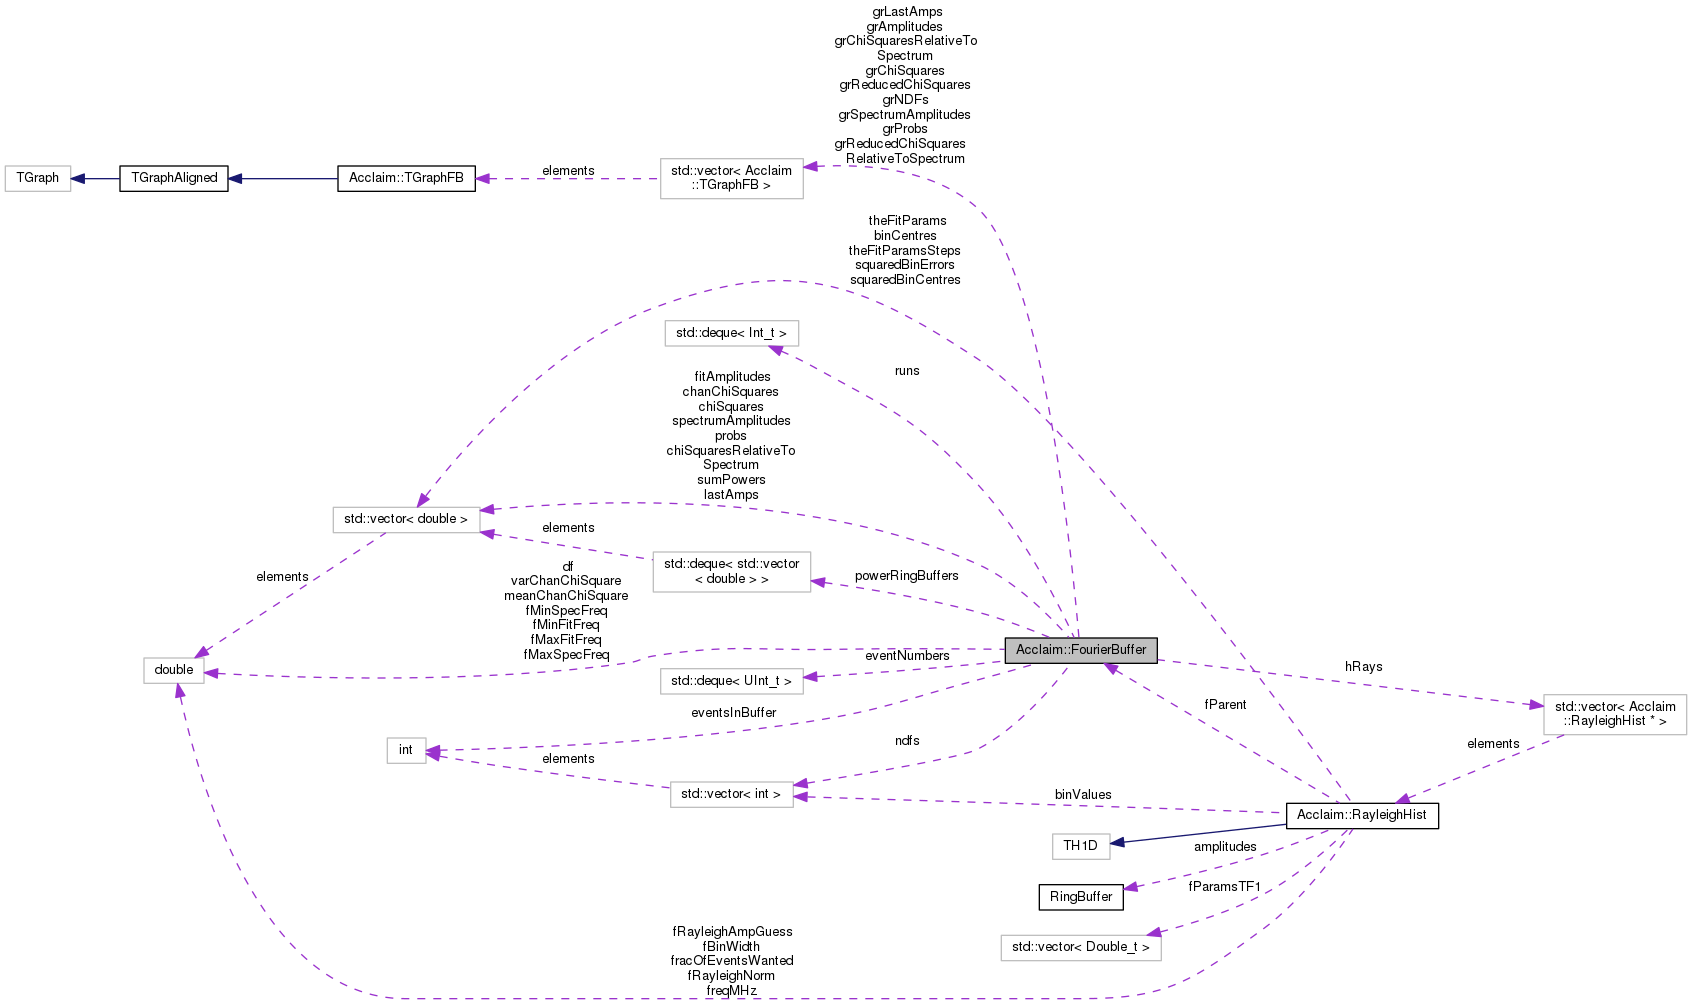 grLastAmps
grAmplitudes
grChiSquaresRelativeTo
Spectrum
grChiSquares
grReducedChiSquares
grNDFs
grSpectrumAmplitudes
grProbs
grReducedChiSquares
RelativeToSpectrum
TGraph
TGraphAligned
Acclaim::TGraphFB
elements
std::vector< Acclaim
::TGraphFB >
theFitParams
binCentres
theFitParamsSteps
squaredBinErrors
squaredBinCentres
std::deque< Int_t >
runs
fitAmplitudes
chanChiSquares
chiSquares
spectrumAmplitudes
probs
chiSquaresRelativeTo
Spectrum
sumPowers
lastAmps
std::vector< double >
elements
std::deque< std::vector
< double > >
powerRingBuffers
elements
df
varChanChiSquare
meanChanChiSquare
fMinSpecFreq
fMinFitFreq
fMaxFitFreq
fMaxSpecFreq
double
Acclaim::FourierBuffer
eventNumbers
std::deque< UInt_t >
hRays
std::vector< Acclaim
::RayleighHist * >
eventsInBuffer
fParent
int
ndfs
elements
elements
std::vector< int >
binValues
Acclaim::RayleighHist
TH1D
amplitudes
RingBuffer
fParamsTF1
std::vector< Double_t >
fRayleighAmpGuess
fBinWidth
fracOfEventsWanted
fRayleighNorm
freqMHz